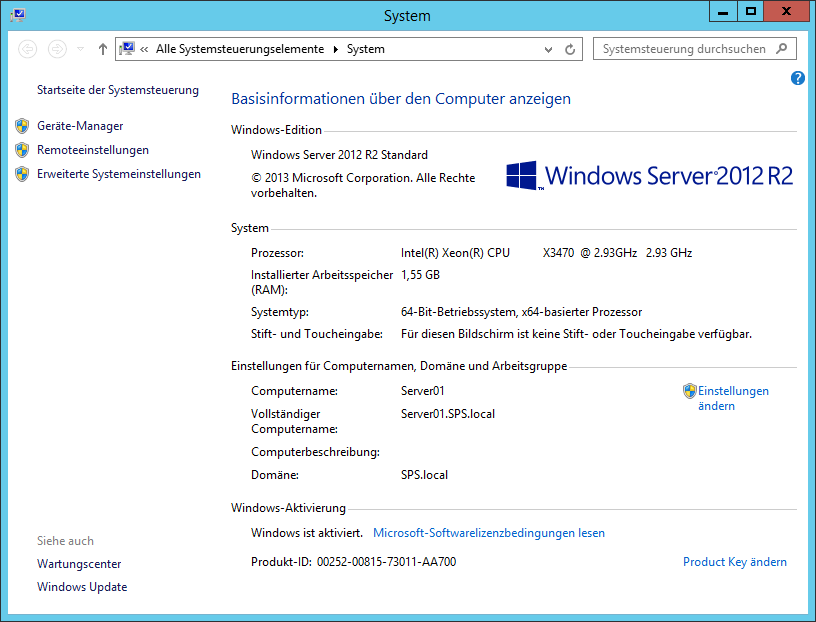 System
« Alle Systemsteuerungselemente ▸ System
Systemsteuerung durchsuchen
?
Startseite der Systemsteuerung
Geräte-Manager
Remoteeinstellungen
Erweiterte Systemeinstellungen
Basisinformationen über den Computer anzeigen
Windows-Edition
Windows Server 2012 R2 Standard
© 2013 Microsoft Corporation. Alle Rechte
vorbehalten.
Windows Server® 2012 R2
System
Prozessor: Intel(R) Xeon(R) CPU X3470 @ 2.93GHz 2.93 GHz
Installierter Arbeitsspeicher 1,55 GB
(RAM):
Systemtyp: 64-Bit-Betriebssystem, x64-basierter Prozessor
Stift- und Toucheingabe: Für diesen Bildschirm ist keine Stift- oder Toucheingabe verfügbar.
Einstellungen für Computernamen, Domäne und Arbeitsgruppe
Computername: Server01
Einstellungen
ändern
Vollständiger Server01.SPS.local
Computername:
Computerbeschreibung:
Domäne: SPS.local
Windows-Aktivierung
Windows ist aktiviert. Microsoft-Softwarelizenzbedingungen lesen
Produkt-ID: 00252-00815-73011-AA700
Product Key ändern
Siehe auch
Wartungscenter
Windows Update